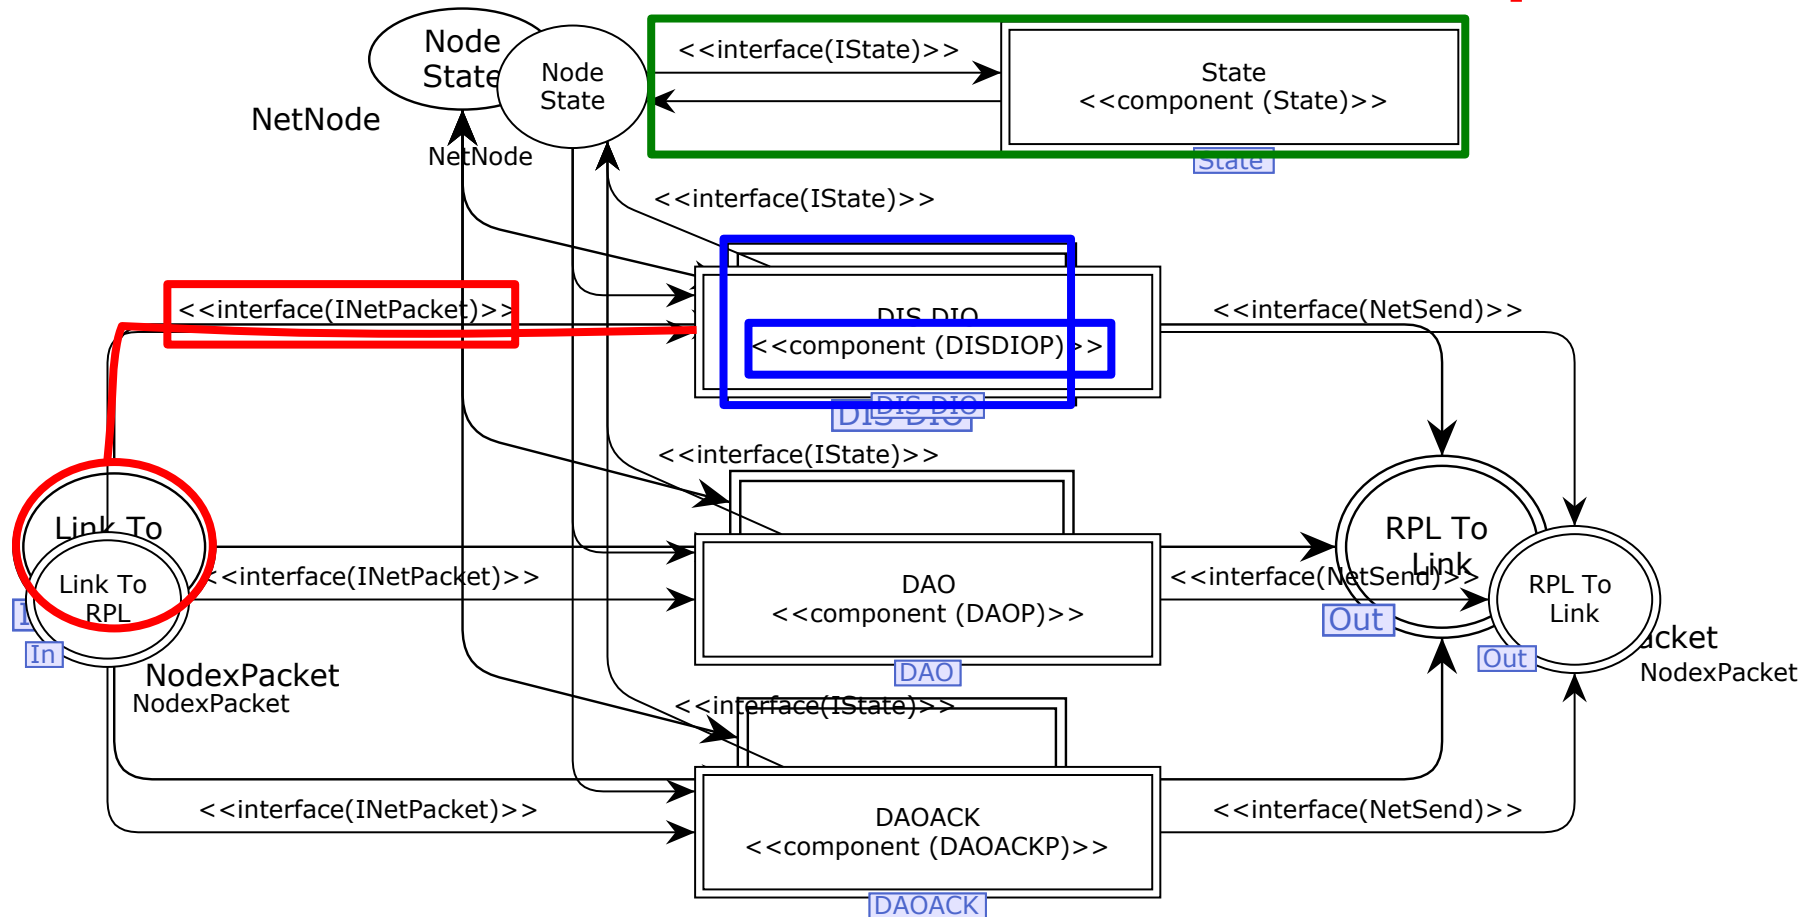 Node
State
Node
State
NetNode
NetNode
<<interface(IState)>>
State
<<component (State)>>
State
<<interface(IState)>>
<<interface(INetPacket)>>
DIS DIO
<<component (DISDIOP)>>
<<interface(NetSend)>>
DIS DIO
DIS DIO
<<interface(IState)>>
Link To
Link To
RPL
In
<<interface(INetPacket)>>
DAO
<<component (DAOP)>>
DAO
<<interface(NetSend)>>
RPL To
Link
RPL To
Link
Out
Out
NodexPacket
NodexPacket
NodexPacket
<<interface(IState)>>
<<interface(INetPacket)>>
DAOACK
<<component (DAOACKP)>>
<<interface(NetSend)>>
DAOACK